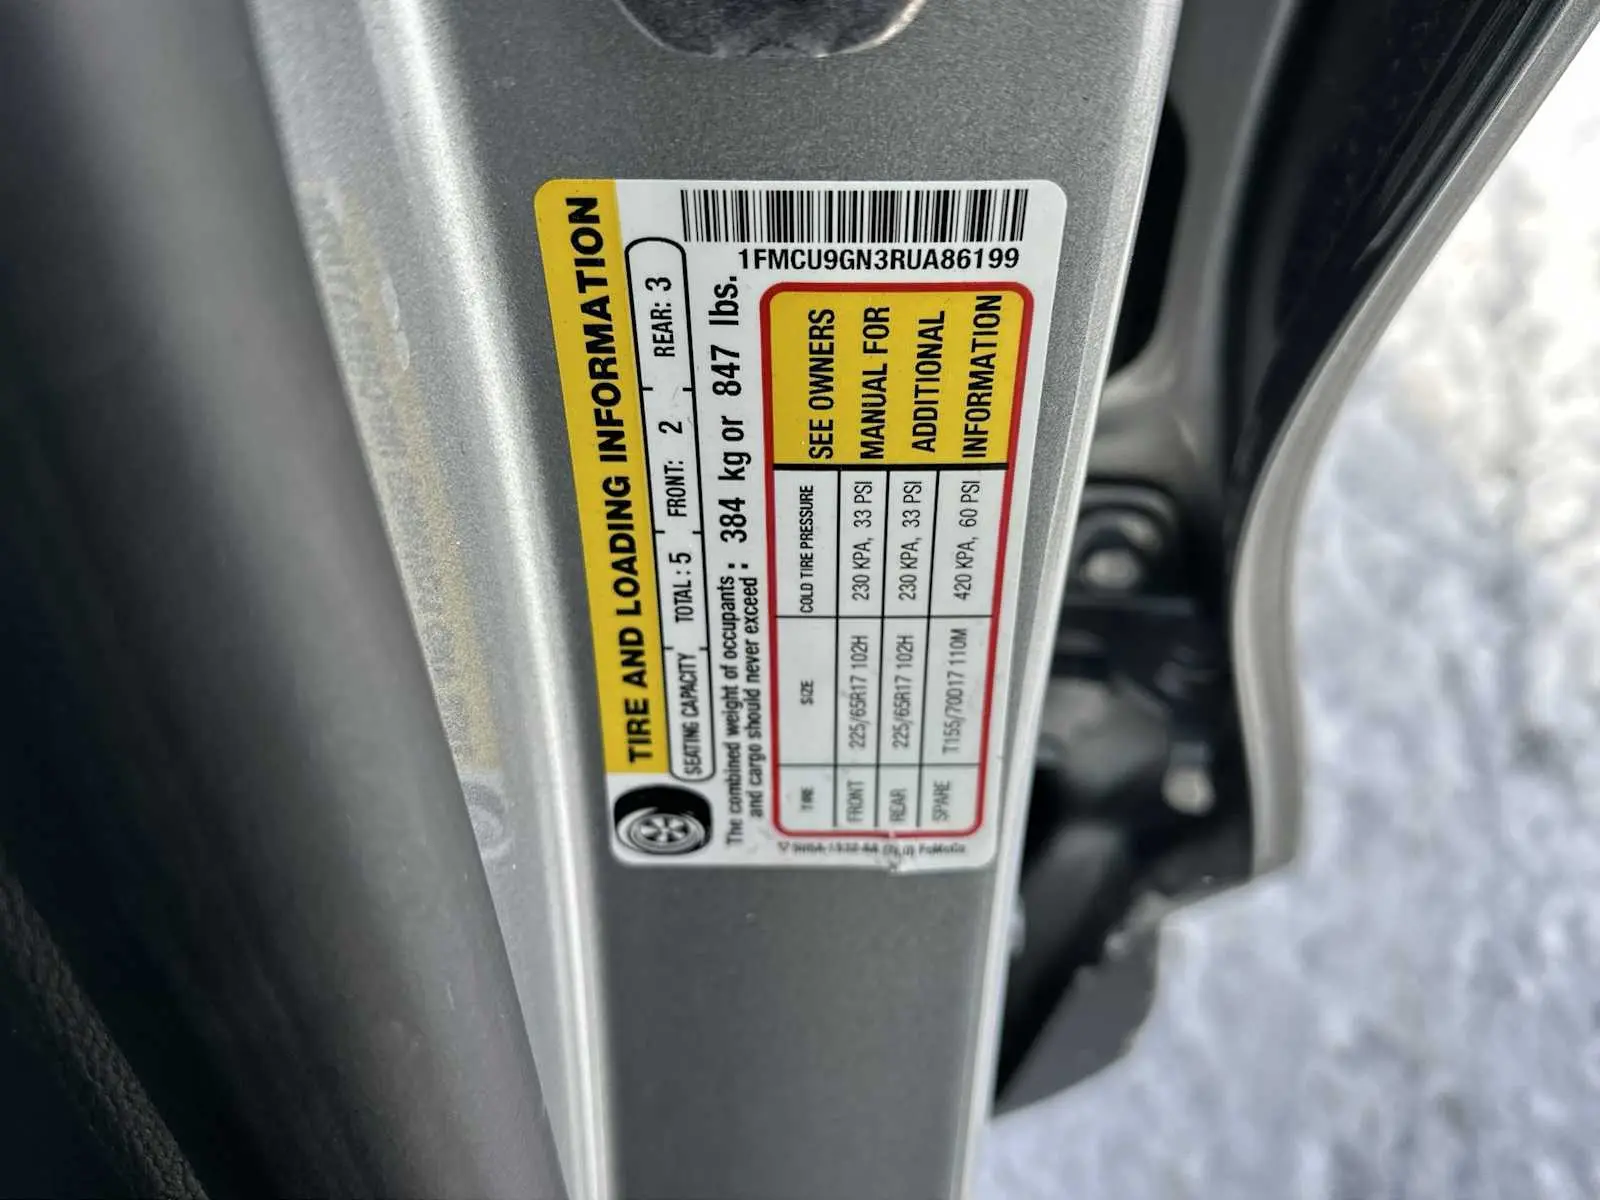 1FMCU9GN3RUA86199
TIRE AND LOADING INFORMATION
SEATING CAPACITY TOTAL: 5 FRONT: 2 REAR: 3
The combined weight of occupants
and cargo should never exceed : 384 kg or 847 lbs.
TIRE SIZE COLD TIRE PRESSURE
FRONT 225/65R17 102H 230 KPA, 33 PSI
REAR 225/65R17 102H 230 KPA, 33 PSI
SPARE T155/70D17 110M 420 KPA, 60 PSI
SEE OWNERS
MANUAL FOR
ADDITIONAL
INFORMATION